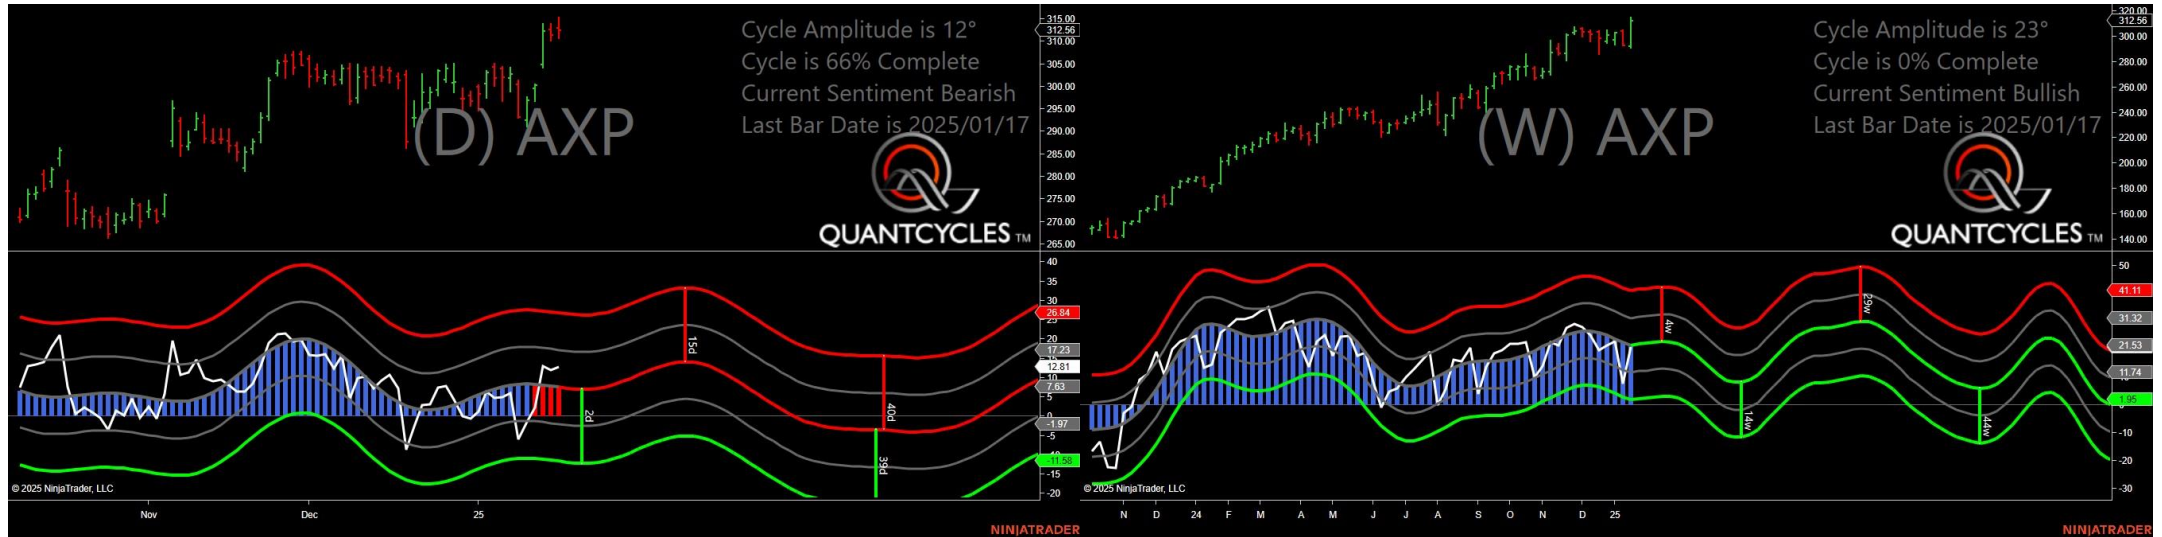 Cycle Amplitude is 12°
Cycle is 66% Complete
Current Sentiment Bearish
Last Bar Date is 2025/01/17
(D) AXP
QUANTCYCLES TM
315.00
312.56
310.00
305.00
300.00
295.00
290.00
285.00
280.00
275.00
270.00
265.00
40
35
30
26.84
25
20
17.23
12.81
10
7.63
5
0
-1.97
-5
-11.58
-15
-20
2d
15d
40d
39d
© 2025 NinjaTrader, LLC
Nov
Dec
25
NINJATRADER
Cycle Amplitude is 23°
Cycle is 0% Complete
Current Sentiment Bullish
Last Bar Date is 2025/01/17
(W) AXP
QUANTCYCLES TM
320.00
312.56
300.00
280.00
260.00
240.00
220.00
200.00
180.00
160.00
140.00
50
41.11
31.32
21.53
11.74
1.95
-10
-20
-30
4w
14w
29w
44w
© 2025 NinjaTrader, LLC
N D 24 F M A M J J A S O N D 25
NINJATRADER